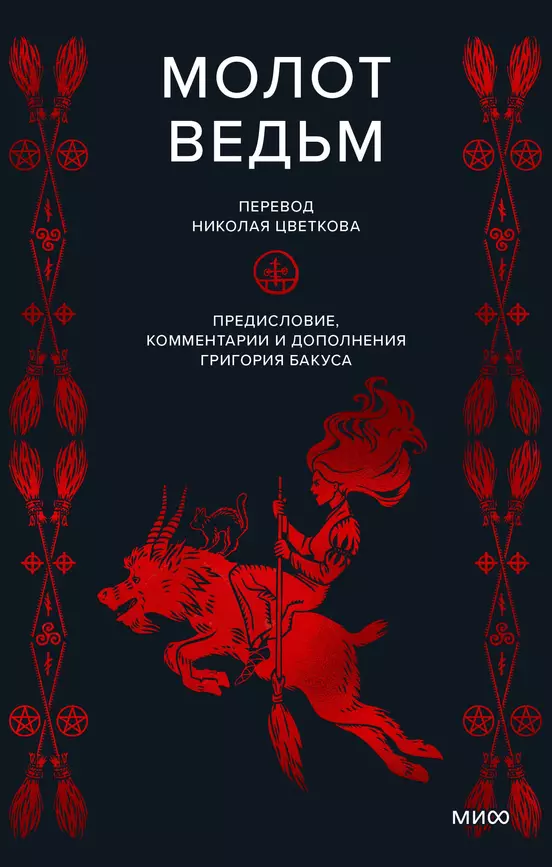 МОЛОТ
ВЕДЬМ
ПЕРЕВОД
НИКОЛАЯ ЦВЕТКОВА
ПРЕДИСЛОВИЕ,
КОММЕНТАРИИ И ДОПОЛНЕНИЯ
ГРИГОРИЯ БАКУСА
МИФ